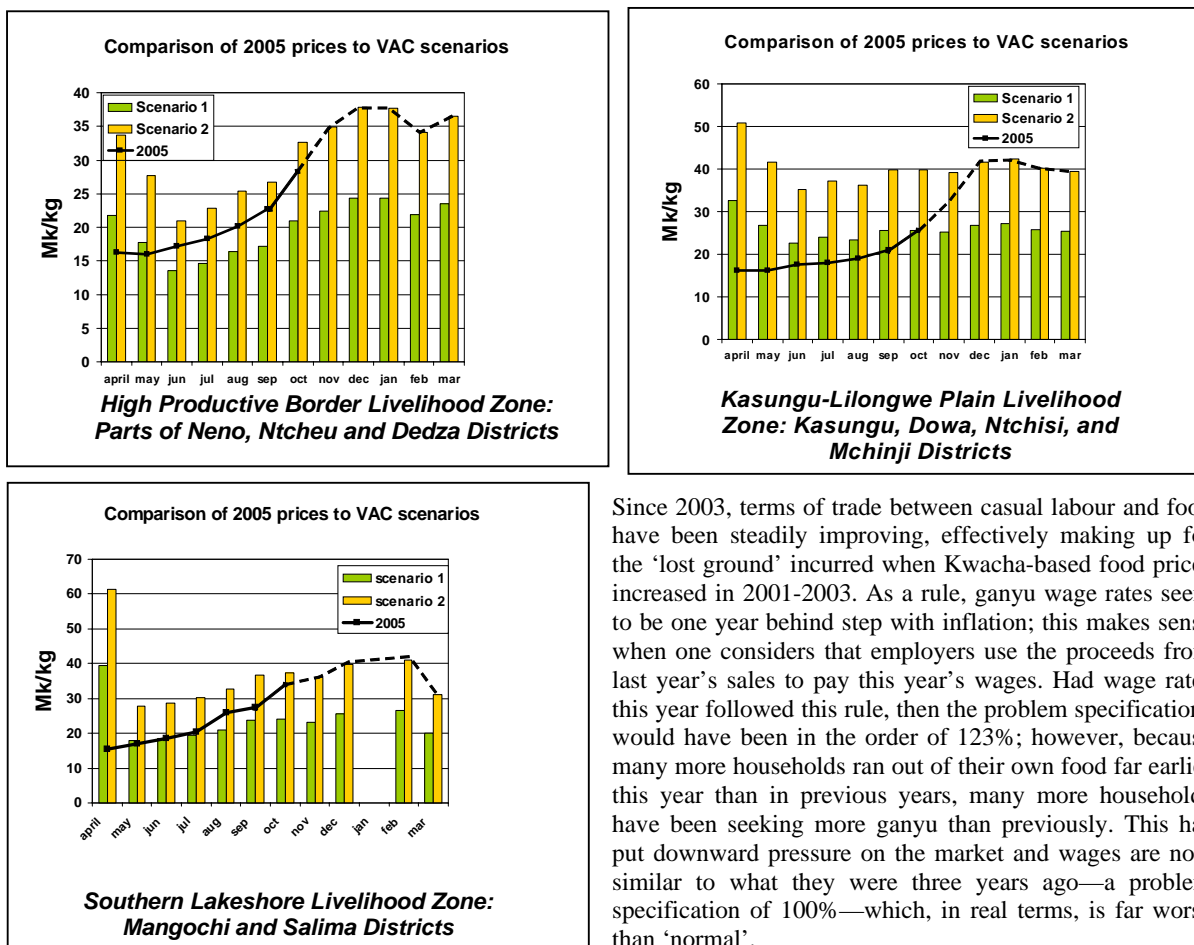 Comparison of 2005 prices to VAC scenarios
Scenario 1
Scenario 2
2005
Mk/kg
40
35
30
25
20
15
10
5
0
april may jun jul aug sep oct nov dec jan feb mar
High Productive Border Livelihood Zone:
Parts of Neno, Ntcheu and Dedza Districts
Comparison of 2005 prices to VAC scenarios
Scenario 1
Scenario 2
2005
Mk/kg
60
50
40
30
20
10
0
april may jun jul aug sep oct nov dec jan feb mar
Kasungu-Lilongwe Plain Livelihood
Zone: Kasungu, Dowa, Ntchisi, and
Mchinji Districts
Comparison of 2005 prices to VAC scenarios
scenario 1
scenario 2
2005
Mk/kg
70
60
50
40
30
20
10
0
april may jun jul aug sep oct nov dec jan feb mar
Southern Lakeshore Livelihood Zone:
Mangochi and Salima Districts
Since 2003, terms of trade between casual labour and foo
have been steadily improving, effectively making up fo
the ‘lost ground’ incurred when Kwacha-based food price
increased in 2001-2003. As a rule, ganyu wage rates see
to be one year behind step with inflation; this makes sens
when one considers that employers use the proceeds fro
last year’s sales to pay this year’s wages. Had wage rate
this year followed this rule, then the problem specification
would have been in the order of 123%; however, becaus
many more households ran out of their own food far earlie
this year than in previous years, many more household
have been seeking more ganyu than previously. This ha
put downward pressure on the market and wages are no
similar to what they were three years ago—a proble
specification of 100%—which, in real terms, is far wors
than ‘normal’.